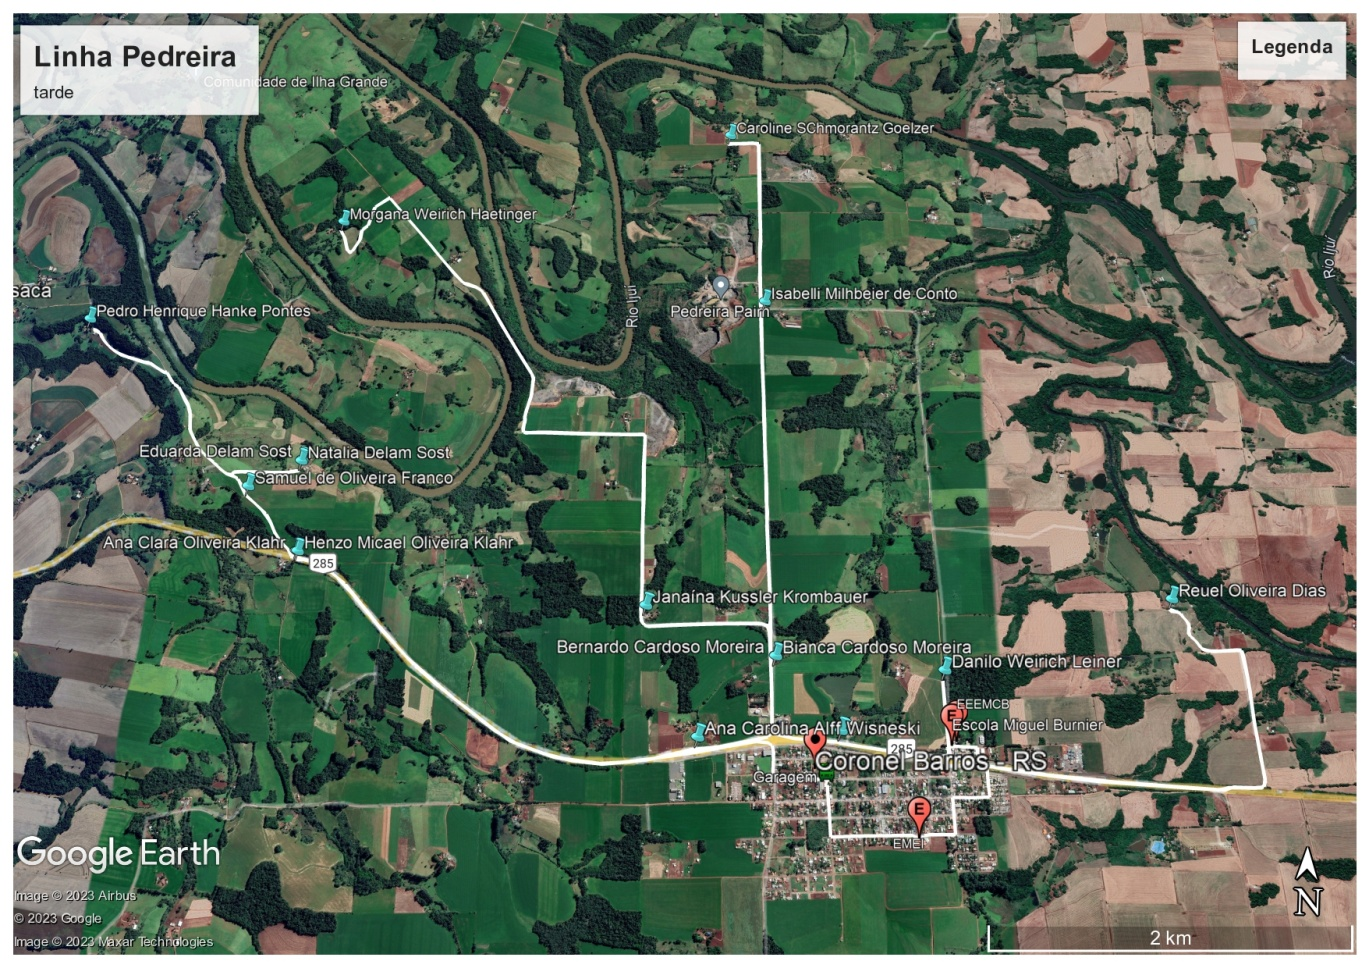 Linha Pedreira
tarde
Legenda
Comunidade de Ilha Grande
Caroline SChmorantz Goelzer
Morgana Weirich Haetinger
Rio Ijuí
saca
Isabelli Milhbeier de Conto
Rio Ijuí
Pedro Henrique Hanke Pontes
Pedreira Paim
Eduarda Delam Sost
Natalia Delam Sost
Samuel de Oliveira Franco
Ana Clara Oliveira Klahr
Henzo Micael Oliveira Klahr
285
Reuel Oliveira Dias
Janaína Kussler Krombauer
Bernardo Cardoso Moreira
Bianca Cardoso Moreira
Danilo Weirich Leiner
EEEMCB
E
Escola Miguel Burnier
Ana Carolina Alff Wisneski
285
Coronel Barros - RS
Garagem
E
EMEI
Google Earth
Image © 2023 Airbus
© 2023 Google
Image © 2023 Maxar Technologies
N
2 km